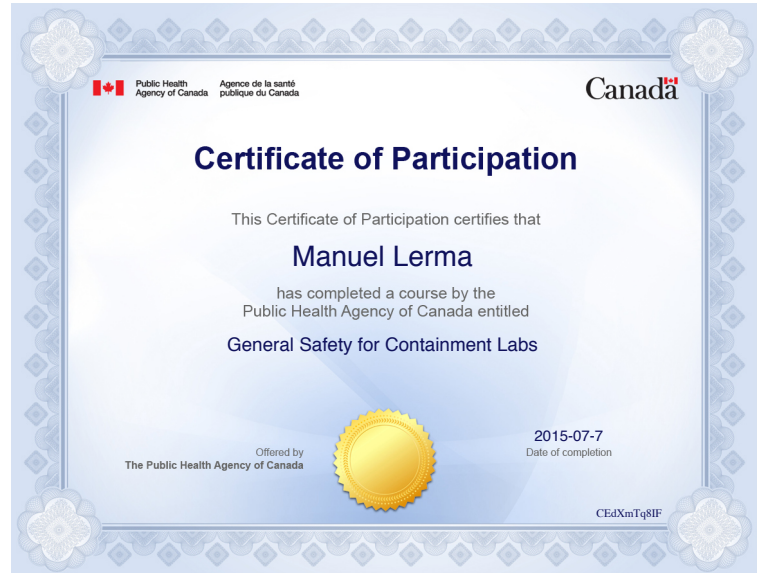 Public Health
Agency of Canada
Agence de la santé
publique du Canada
Canada
Certificate of Participation
This Certificate of Participation certifies that
Manuel Lerma
has completed a course by the
Public Health Agency of Canada entitled
General Safety for Containment Labs
Offered by
The Public Health Agency of Canada
2015-07-7
Date of completion
CEdXmTq8IF